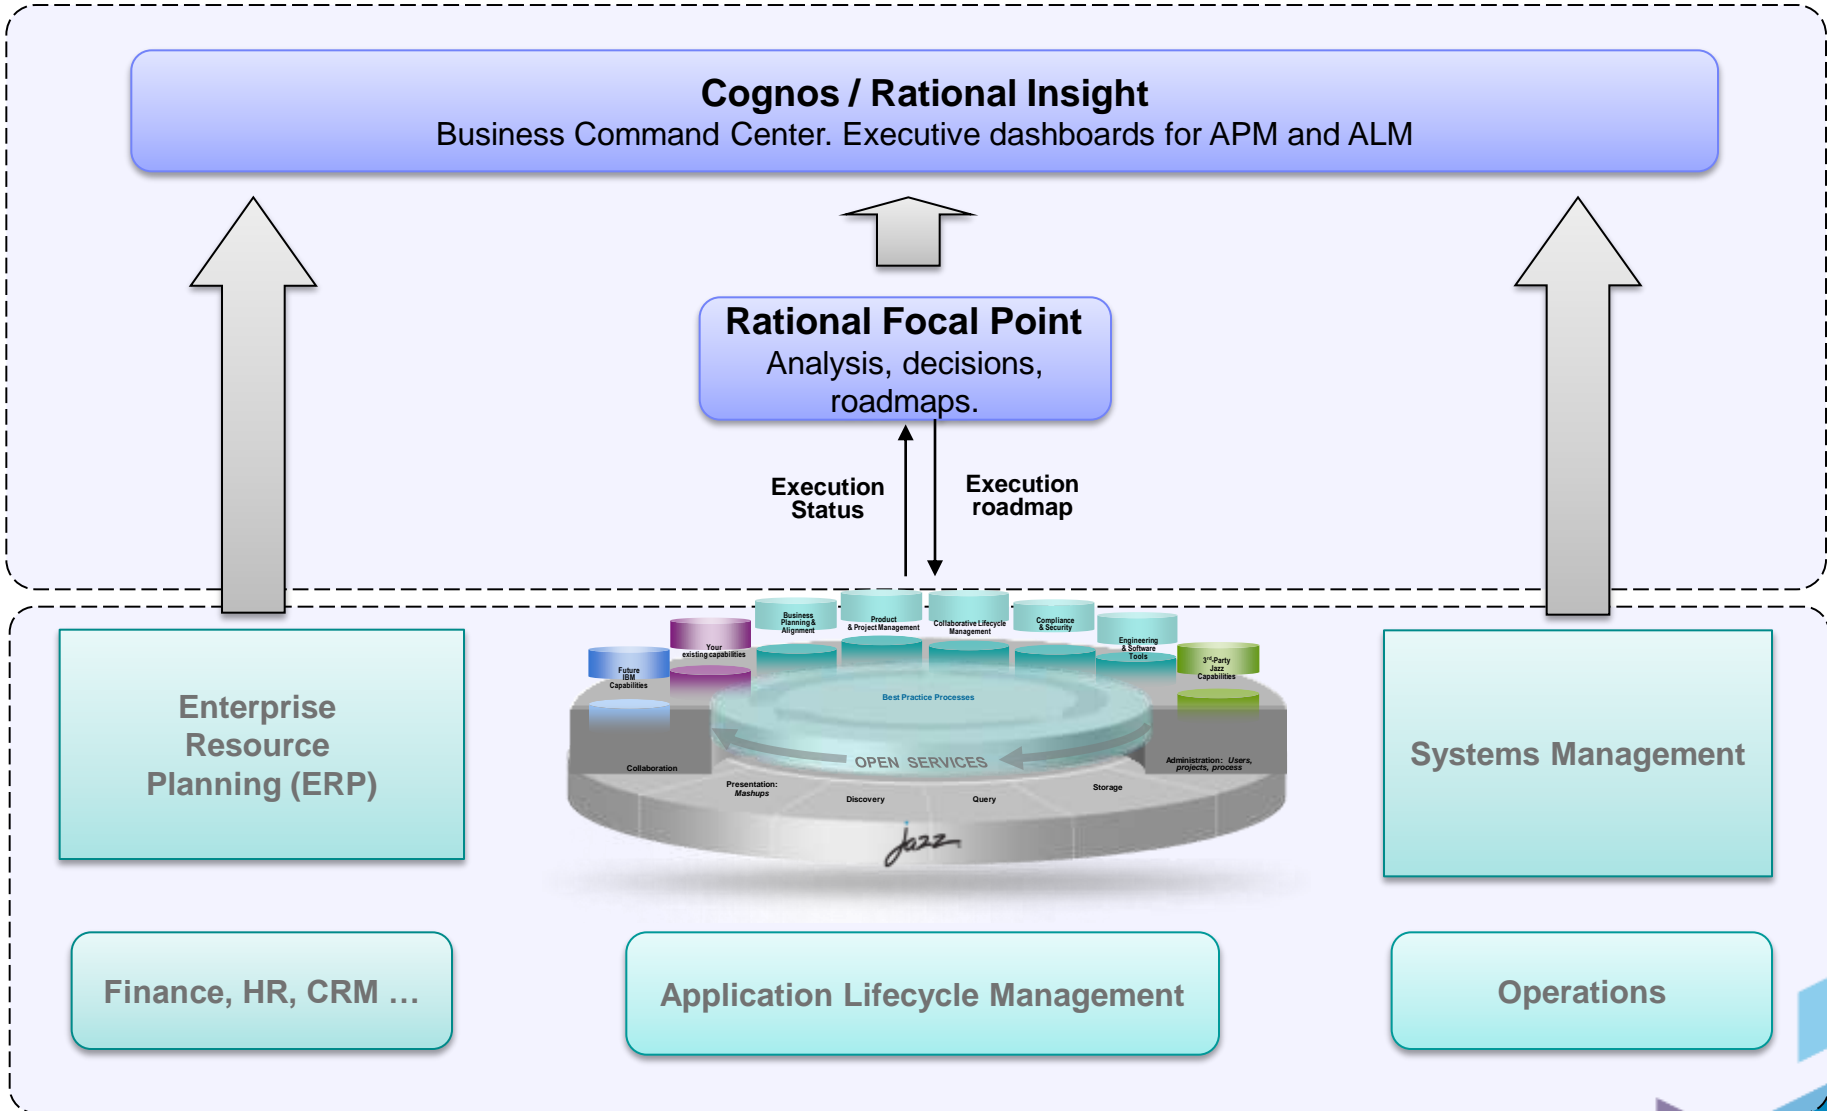 Cognos / Rational Insight
Business Command Center. Executive dashboards for APM and ALM
Rational Focal Point
Analysis, decisions,
roadmaps.
Execution
Status
Execution
roadmap
Enterprise
Resource
Planning (ERP)
Future
IBM
Capabilities
Your
existing capabilities
Business
Planning &
Alignment
Product
& Project Management
Collaborative Lifecycle
Management
Compliance
& Security
Engineering
& Software
Tools
3rd-Party
Jazz
Capabilities
Best Practice Processes
OPEN SERVICES
Collaboration
Presentation:
Mashups
Discovery
Query
Storage
Administration: Users,
projects, process
jazz
Systems Management
Finance, HR, CRM …
Application Lifecycle Management
Operations